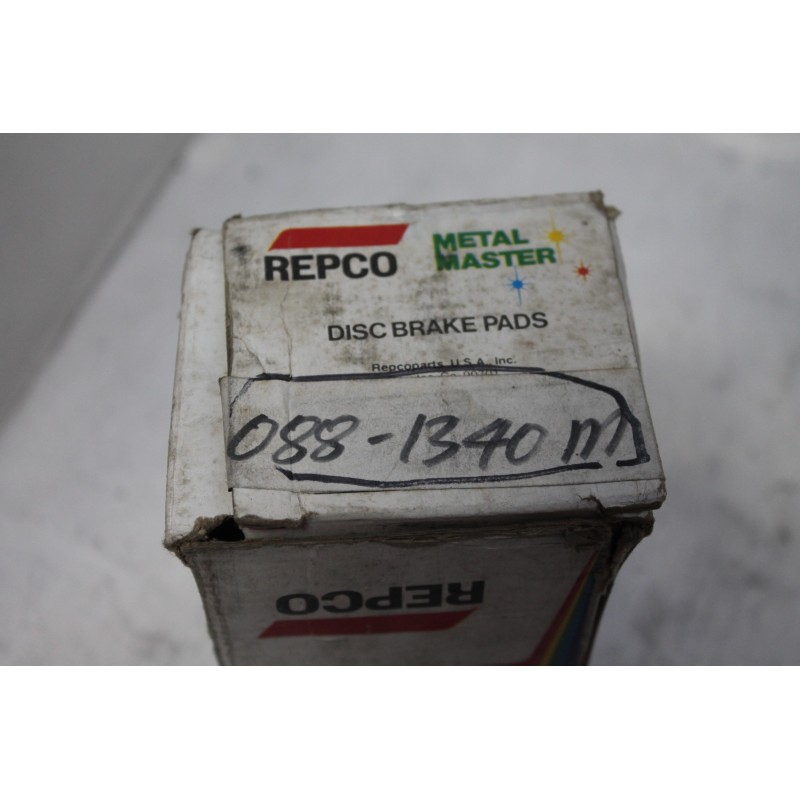 REPCO
METAL
MASTER
DISC BRAKE PADS
Repcoparts U.S.A., Inc.
088-1340 m
REPCO